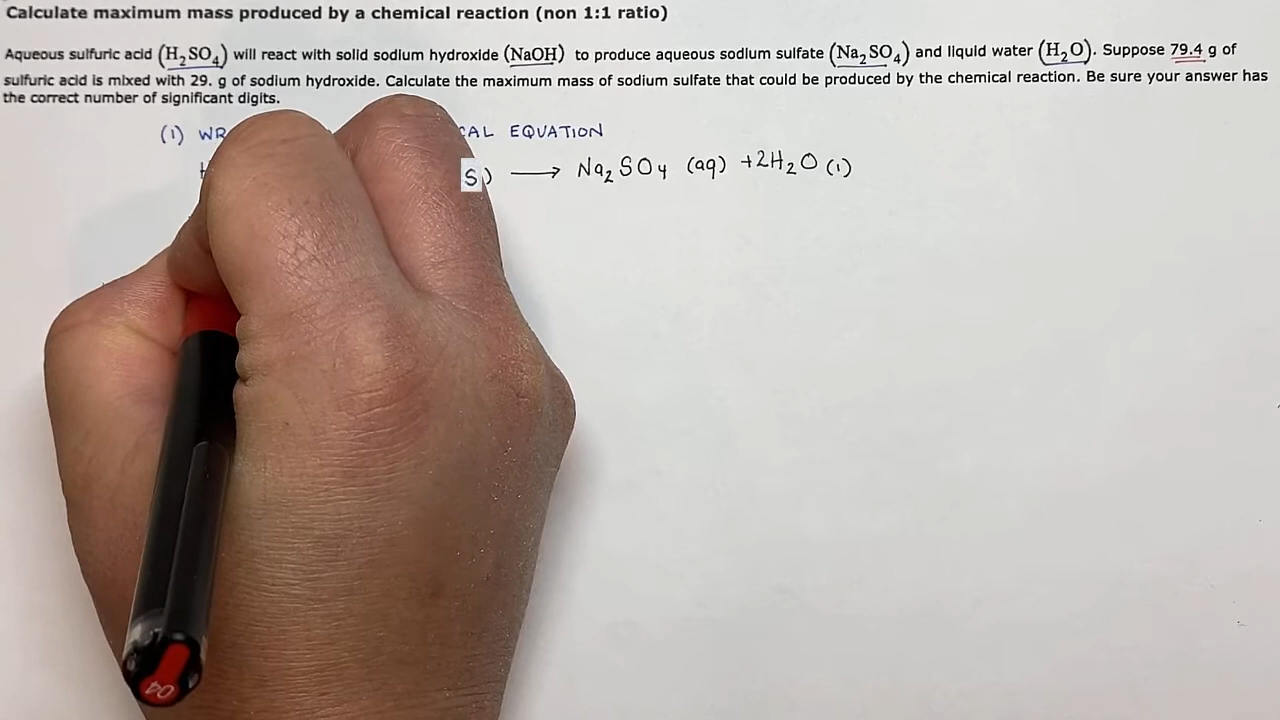 Calculate maximum mass produced by a chemical reaction (non 1:1 ratio)
Aqueous sulfuric acid (H₂SO₄) will react with solid sodium hydroxide (NaOH) to produce aqueous sodium sulfate (Na₂SO₄) and liquid water (H₂O). Suppose 79.4 g of
sulfuric acid is mixed with 29. g of sodium hydroxide. Calculate the maximum mass of sodium sulfate that could be produced by the chemical reaction. Be sure your answer has
the correct number of significant digits.
(1) EQUATION
S) ⟶ Na₂SO₄ (aq) +2H₂O (l)
04